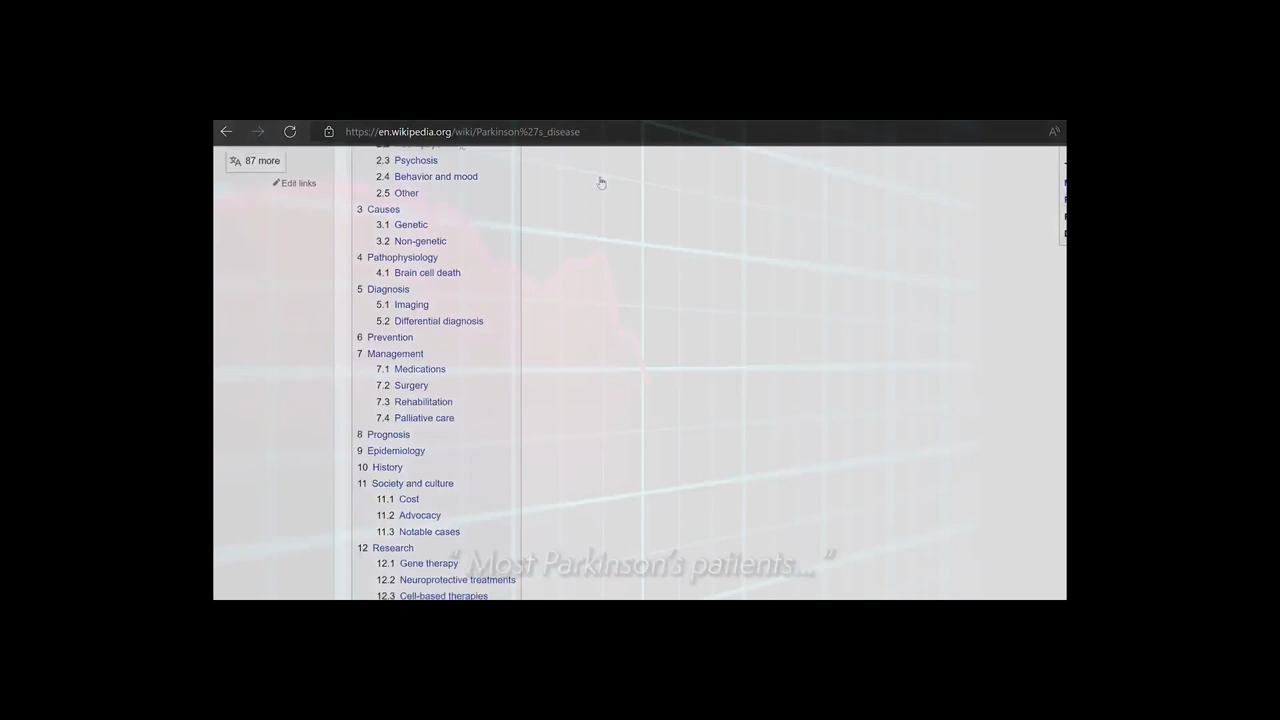 https://en.wikipedia.org/wiki/Parkinson%27s_disease
87 more
Edit links
2.3 Psychosis
2.4 Behavior and mood
2.5 Other
3 Causes
3.1 Genetic
3.2 Non-genetic
4 Pathophysiology
4.1 Brain cell death
5 Diagnosis
5.1 Imaging
5.2 Differential diagnosis
6 Prevention
7 Management
7.1 Medications
7.2 Surgery
7.3 Rehabilitation
7.4 Palliative care
8 Prognosis
9 Epidemiology
10 History
11 Society and culture
11.1 Cost
11.2 Advocacy
11.3 Notable cases
12 Research
12.1 Gene therapy
12.2 Neuroprotective treatments
12.3 Cell-based therapies
“ Most Parkinson's patients... ”